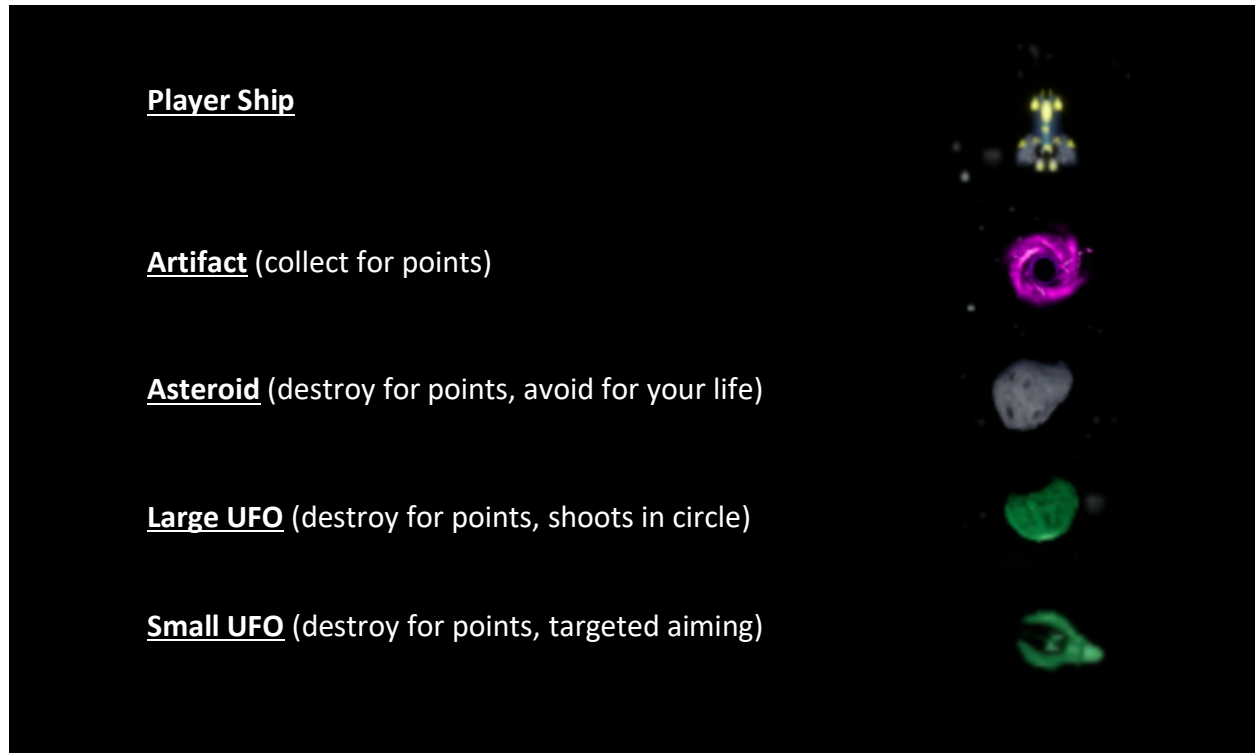 Player Ship
Artifact (collect for points)
Asteroid (destroy for points, avoid for your life)
Large UFO (destroy for points, shoots in circle)
Small UFO (destroy for points, targeted aiming)